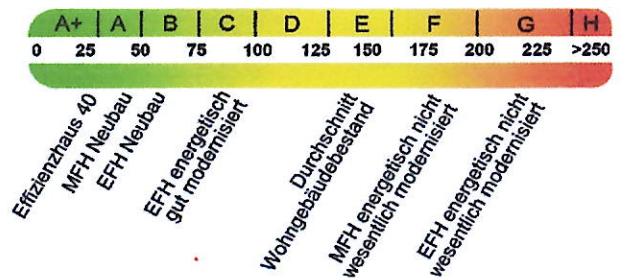 A+ A B C D E F G H
0 25 50 75 100 125 150 175 200 225 >250
Effizienzhaus 40
MFH Neubau
EFH Neubau
EFH energetisch
gut modernisiert
Durchschnitt
Wohngebäudebestand
MFH energetisch nicht
wesentlich modernisiert
EFH energetisch nicht
wesentlich modernisiert